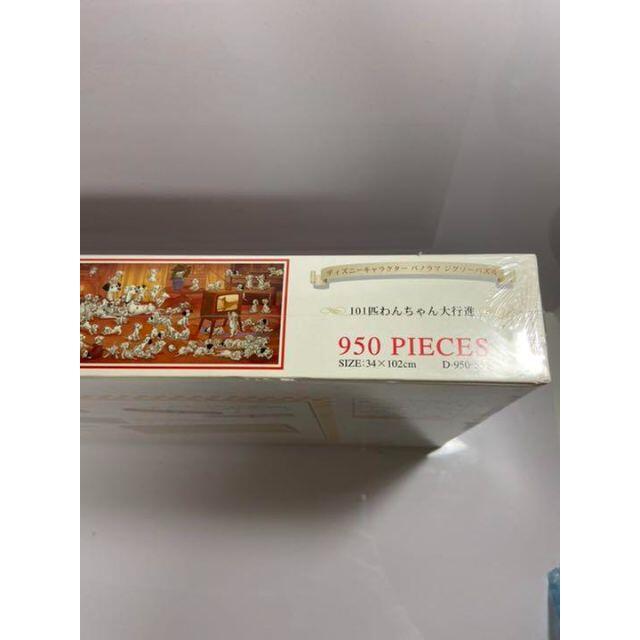 ディズニーキャラクター パノラマ ジグソーパズル
101匹わんちゃん大行進
950 PIECES
SIZE:34×102cm D-950-